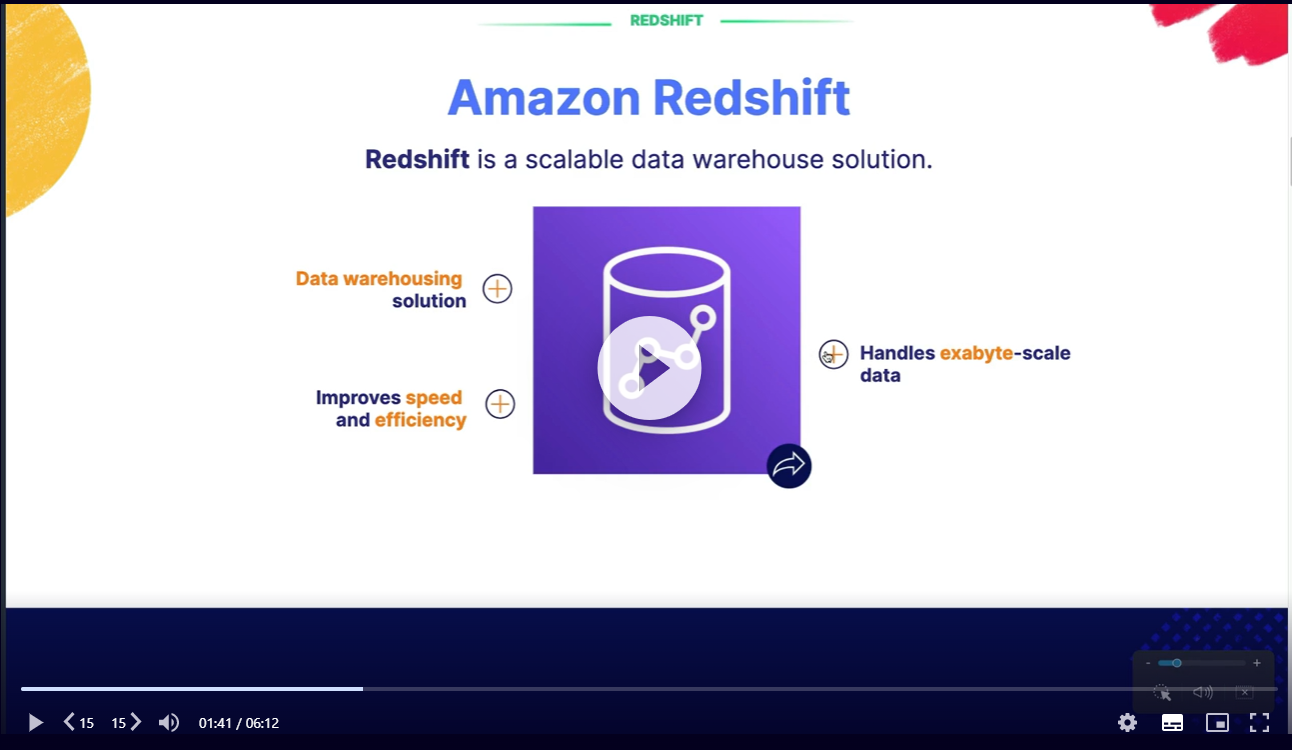 REDSHIFT
Amazon Redshift
Redshift is a scalable data warehouse solution.
Data warehousing
solution
Improves speed
and efficiency
Handles exabyte-scale
data
- +
15 15 01:41 / 06:12